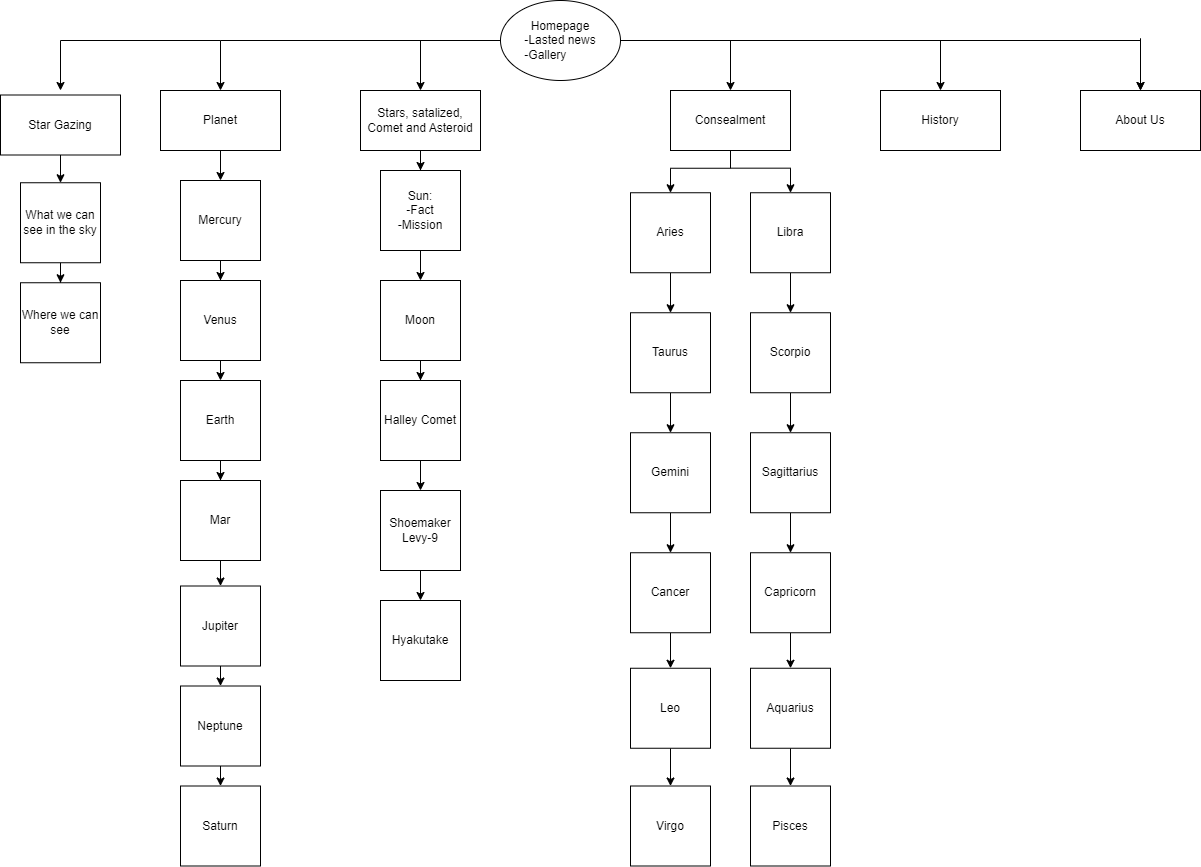 Homepage
-Lasted news
-Gallery
Star Gazing
What we can
see in the sky
Where we can
see
Planet
Mercury
Venus
Earth
Mar
Jupiter
Neptune
Saturn
Stars, satalized,
Comet and Asteroid
Sun:
-Fact
-Mission
Moon
Halley Comet
Shoemaker
Levy-9
Hyakutake
Consealment
Aries
Taurus
Gemini
Cancer
Leo
Virgo
Libra
Scorpio
Sagittarius
Capricorn
Aquarius
Pisces
History
About Us